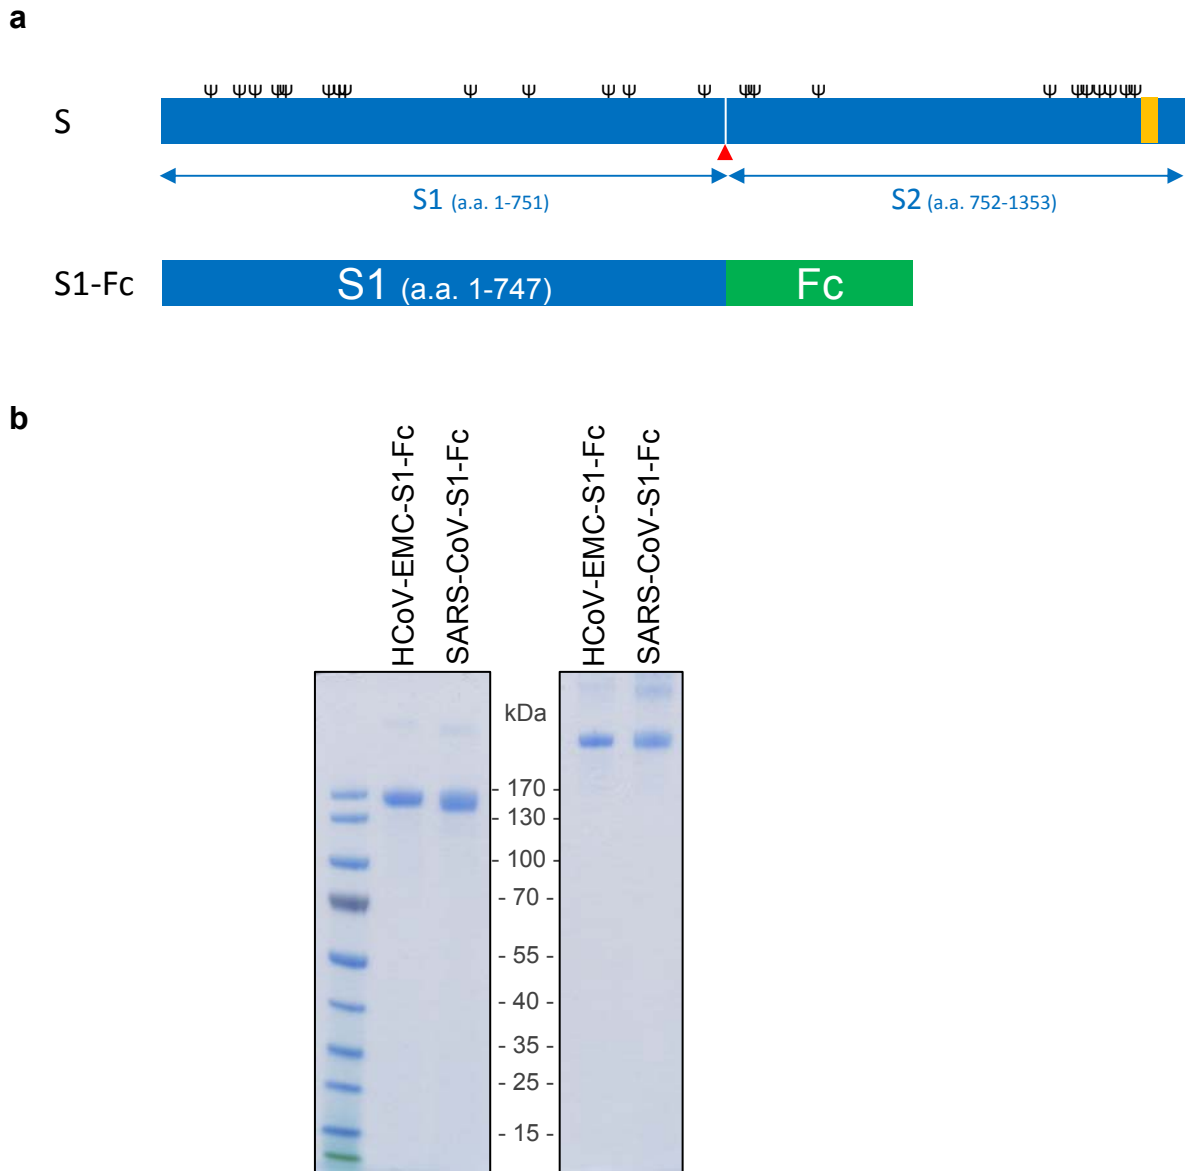 a
Ψ Ψ Ψ Ψ Ψ Ψ Ψ Ψ Ψ Ψ Ψ Ψ Ψ Ψ Ψ Ψ Ψ Ψ Ψ Ψ Ψ Ψ Ψ Ψ
S
S1 (a.a. 1-751)
S2 (a.a. 752-1353)
S1-Fc
S1 (a.a. 1-747)
Fc
b
HCoV-EMC-S1-Fc
SARS-CoV-S1-Fc
HCoV-EMC-S1-Fc
SARS-CoV-S1-Fc
kDa
- 170 -
- 130 -
- 100 -
- 70 -
- 55 -
- 40 -
- 35 -
- 25 -
- 15 -